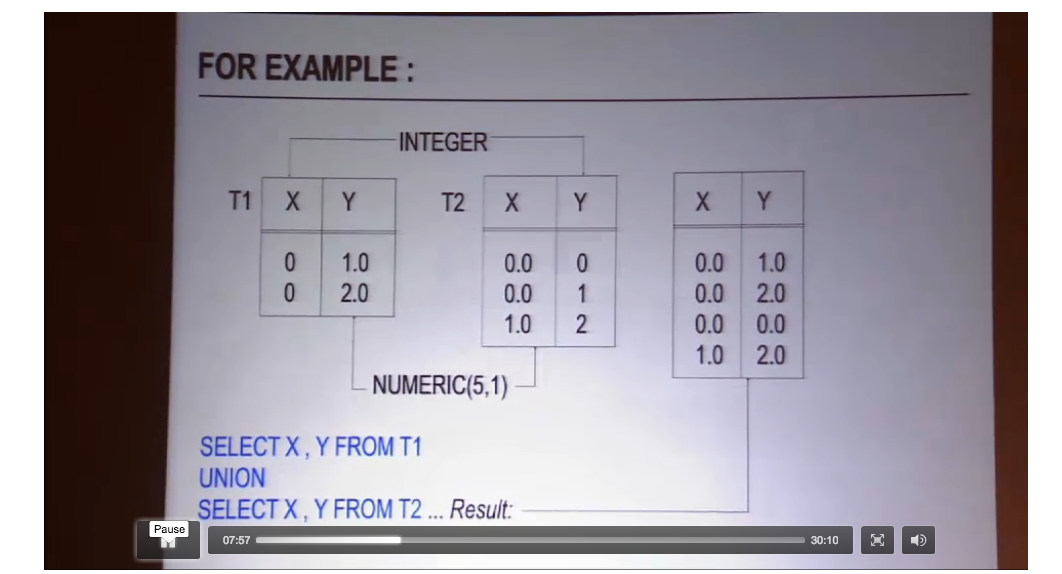 FOR EXAMPLE :
INTEGER
T1 X Y T2 X Y X Y
0 1.0 0.0 0 0.0 1.0
0 2.0 0.0 1 0.0 2.0
1.0 2 0.0 0.0
1.0 2.0
NUMERIC(5,1)
SELECT X , Y FROM T1
UNION
SELECT X , Y FROM T2 ... Result:
Pause
07:57 30:10